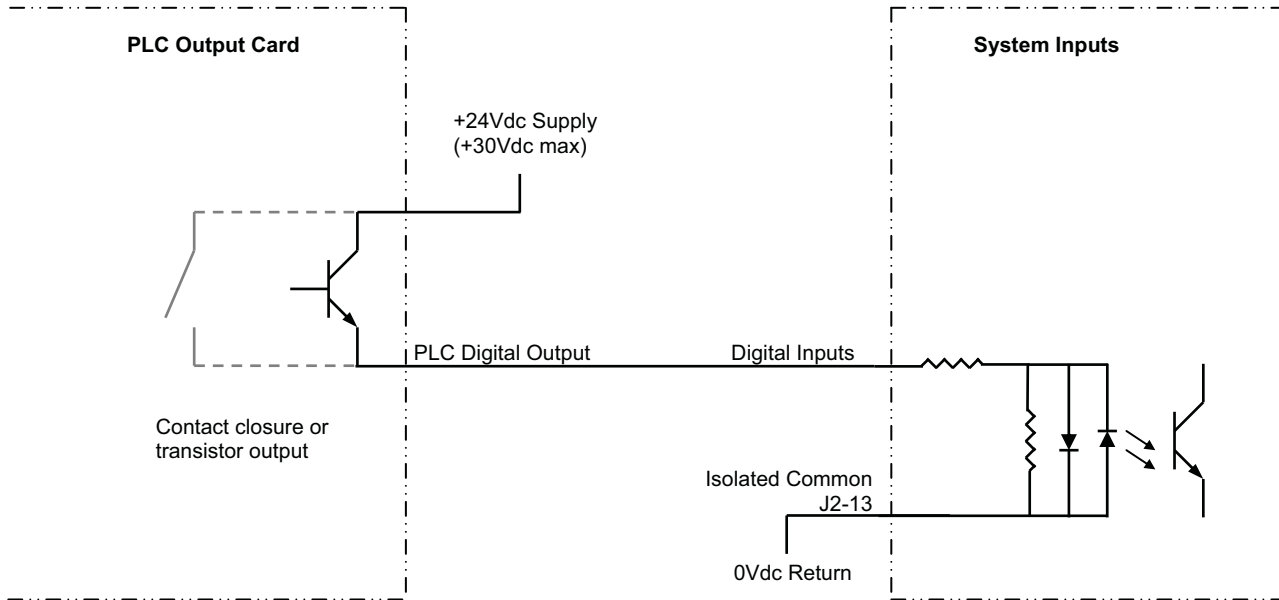 PLC Output Card
System Inputs
+24Vdc Supply
(+30Vdc max)
PLC Digital Output
Digital Inputs
Contact closure or
transistor output
Isolated Common
J2-13
0Vdc Return